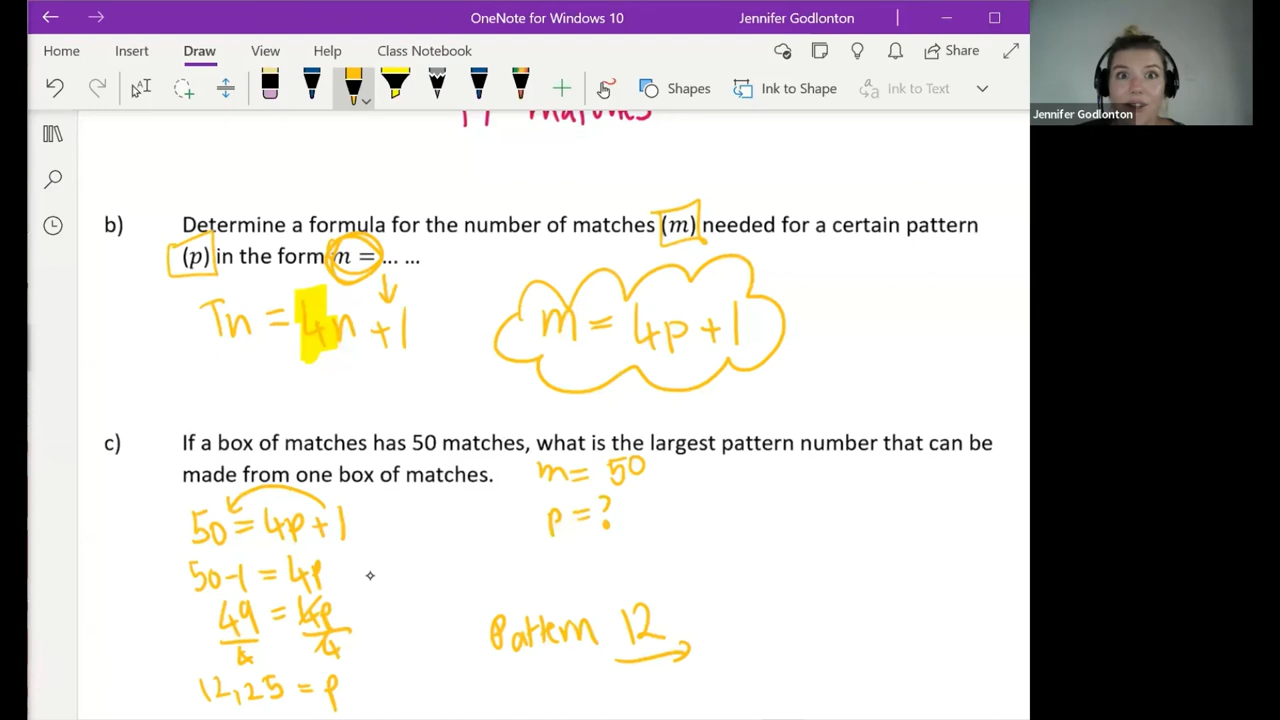 OneNote for Windows 10
Jennifer Godlonton
Home Insert Draw View Help Class Notebook
Share
Shapes Ink to Shape Ink to Text
Jennifer Godlonton
matches
b) Determine a formula for the number of matches (m) needed for a certain pattern
(p) in the form m = ... ...
Tn = 4n + 1
m = 4p + 1
c) If a box of matches has 50 matches, what is the largest pattern number that can be
made from one box of matches.
m = 50
p = ?
50 = 4p + 1
50 - 1 = 4p
49 = 4p
4 4
Pattern 12
12,25 = p